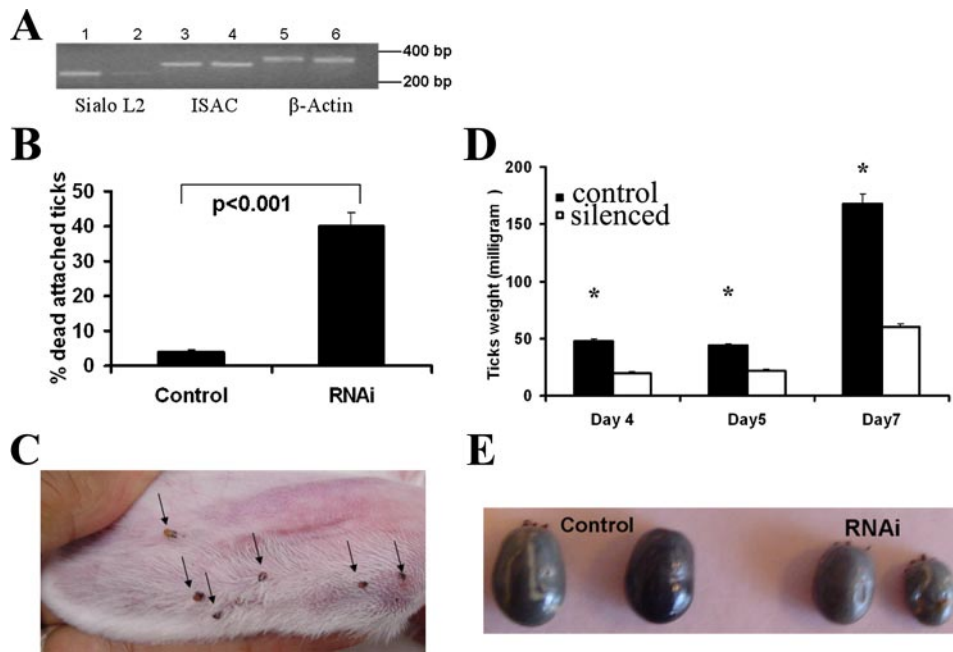 A
1 2 3 4 5 6
400 bp
200 bp
Sialo L2 ISAC β-Actin
B
% dead attached ticks
50
40
30
20
10
0
p<0.001
Control RNAi
C
D
Ticks weight (milligram )
200
150
100
50
0
control
silenced
*
*
*
Day 4 Day5 Day7
E
Control RNAi